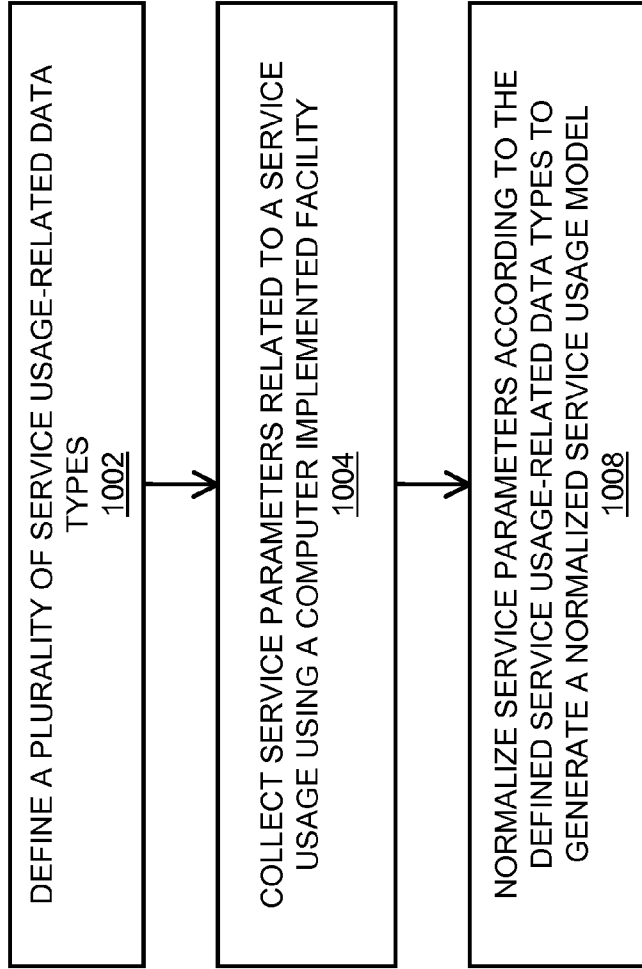 DEFINE A PLURALITY OF SERVICE USAGE-RELATED DATA
TYPES
1002
COLLECT SERVICE PARAMETERS RELATED TO A SERVICE
USAGE USING A COMPUTER IMPLEMENTED FACILITY
1004
NORMALIZE SERVICE PARAMETERS ACCORDING TO THE
DEFINED SERVICE USAGE-RELATED DATA TYPES TO
GENERATE A NORMALIZED SERVICE USAGE MODEL
1008